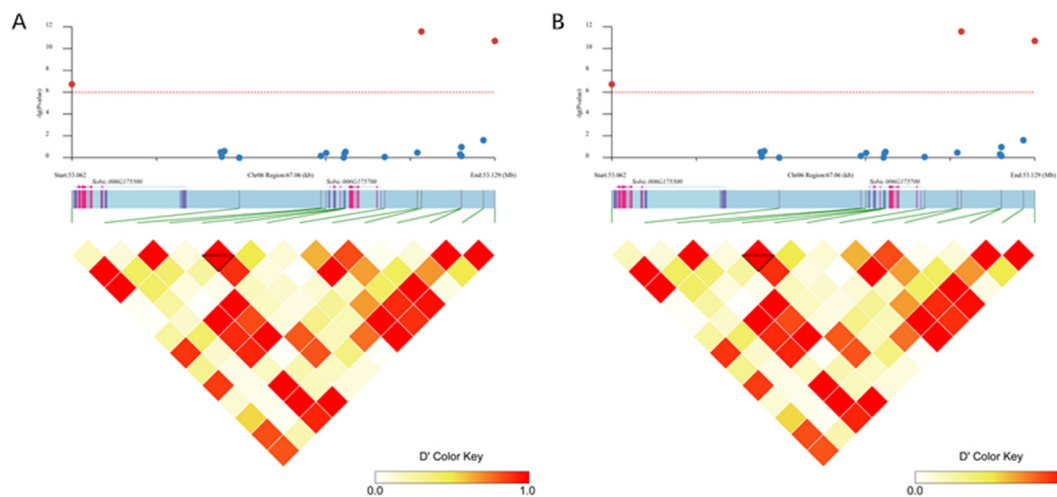 A
B
12
10
8
6
4
2
0
-lg(Pvalue)
Start:53.062
Chr06 Region:67.06 (kb)
End:53.129 (Mb)
Sobic.006G175500
Sobic.006G175700
D' Color Key
0.0
1.0
12
10
8
6
4
2
0
-lg(Pvalue)
Start:53.062
Chr06 Region:67.06 (kb)
End:53.129 (Mb)
Sobic.006G175500
Sobic.006G175700
D' Color Key
0.0